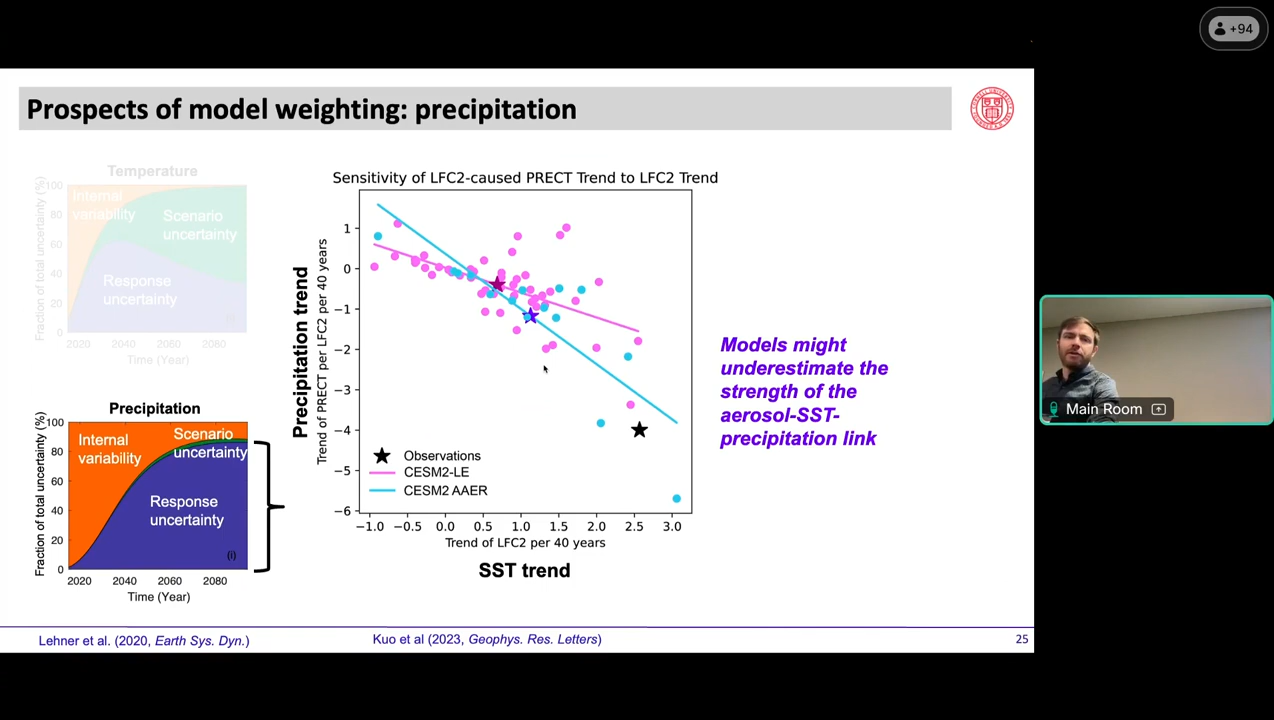 +94
Prospects of model weighting: precipitation
Temperature
Fraction of total uncertainty (%)
100
80
60
40
20
0
Internal
variability
Scenario
uncertainty
Response
uncertainty
2020 2040 2060 2080
Time (Year)
Precipitation
Fraction of total uncertainty (%)
100
80
60
40
20
0
Internal
variability
Scenario
uncertainty
Response
uncertainty
(i)
2020 2040 2060 2080
Time (Year)
Sensitivity of LFC2-caused PRECT Trend to LFC2 Trend
Precipitation trend
Trend of PRECT per LFC2 per 40 years
1
0
−1
−2
−3
−4
−5
−6
Observations
CESM2-LE
CESM2 AAER
−1.0 −0.5 0.0 0.5 1.0 1.5 2.0 2.5 3.0
Trend of LFC2 per 40 years
SST trend
Models might
underestimate the
strength of the
aerosol-SST-
precipitation link
Main Room
Lehner et al. (2020, Earth Sys. Dyn.)
Kuo et al (2023, Geophys. Res. Letters)
25